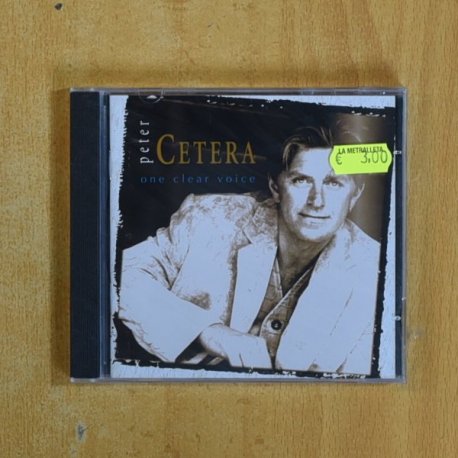 peter
CETERA
one clear voice
LA METRALLETA
€ 3,00